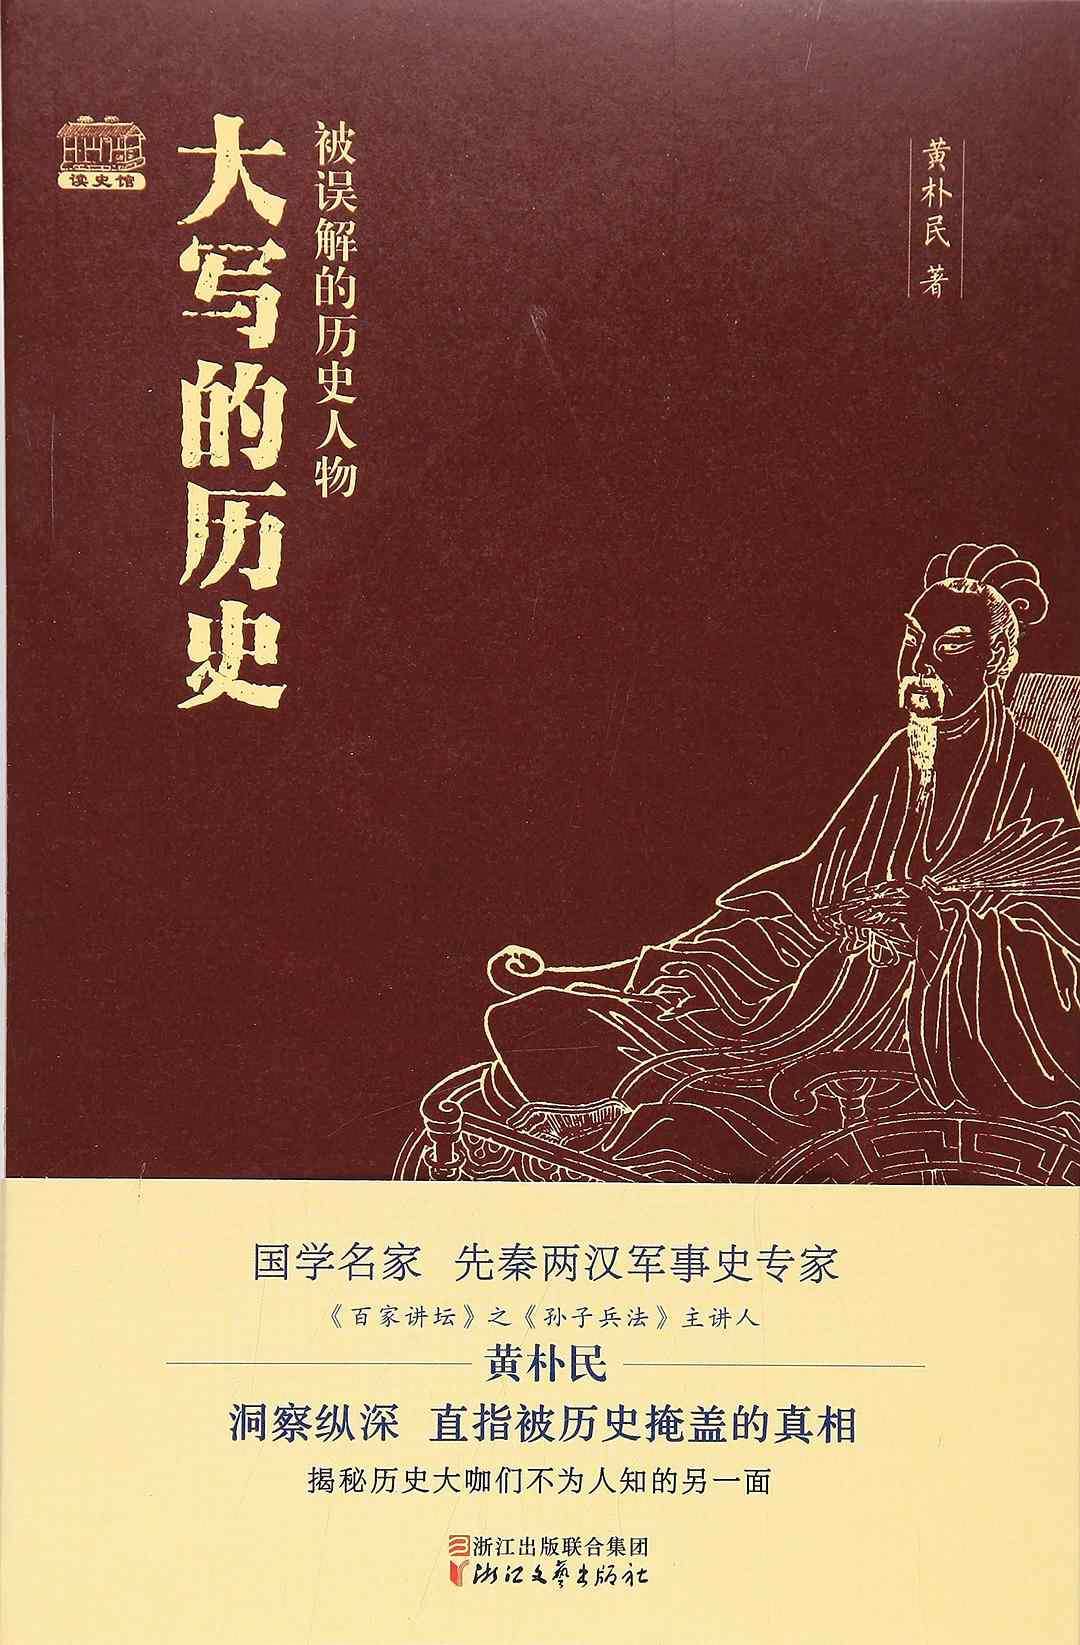 读史馆
大写的历史
被误解的历史人物
黄朴民 著
国学名家 先秦两汉军事史专家
《百家讲坛》之《孙子兵法》主讲人
黄朴民
洞察纵深 直指被历史掩盖的真相
揭秘历史大咖们不为人知的另一面
浙江出版联合集团
浙江文艺出版社